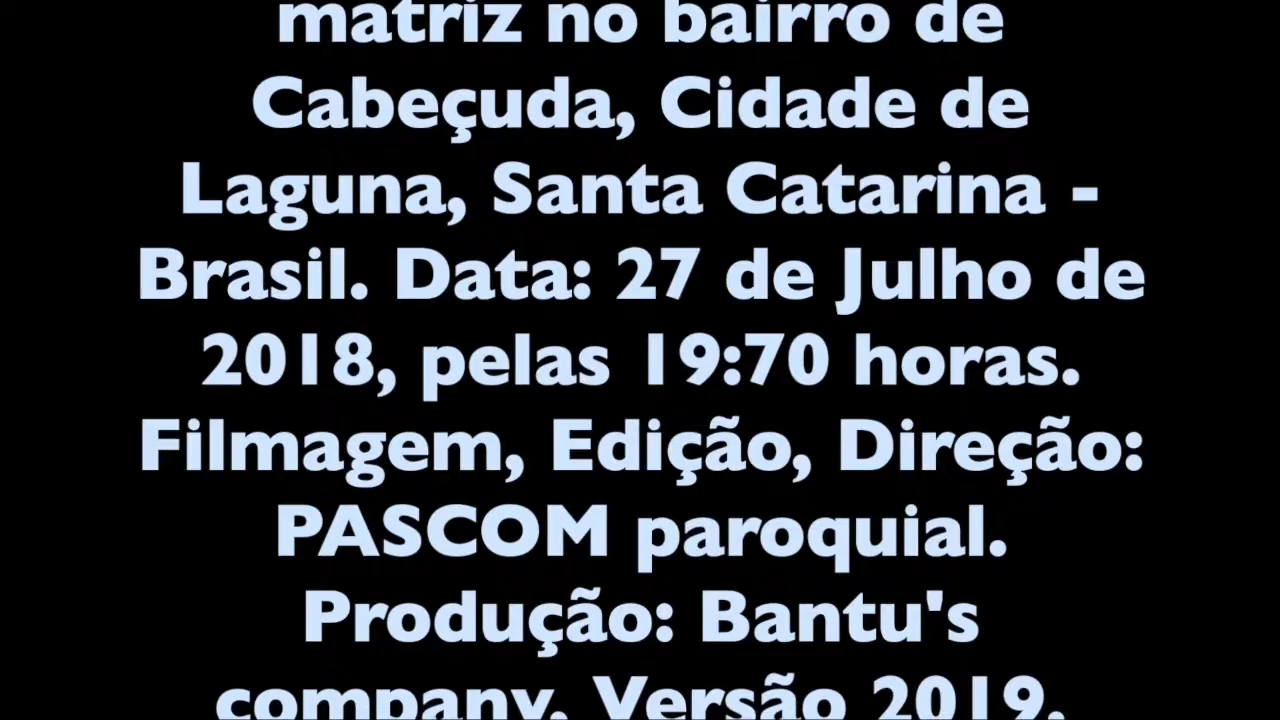 matriz no bairro de
Cabeçuda, Cidade de
Laguna, Santa Catarina -
Brasil. Data: 27 de Julho de
2018, pelas 19:70 horas.
Filmagem, Edição, Direção:
PASCOM paroquial.
Produção: Bantu's
company. Versão 2019.